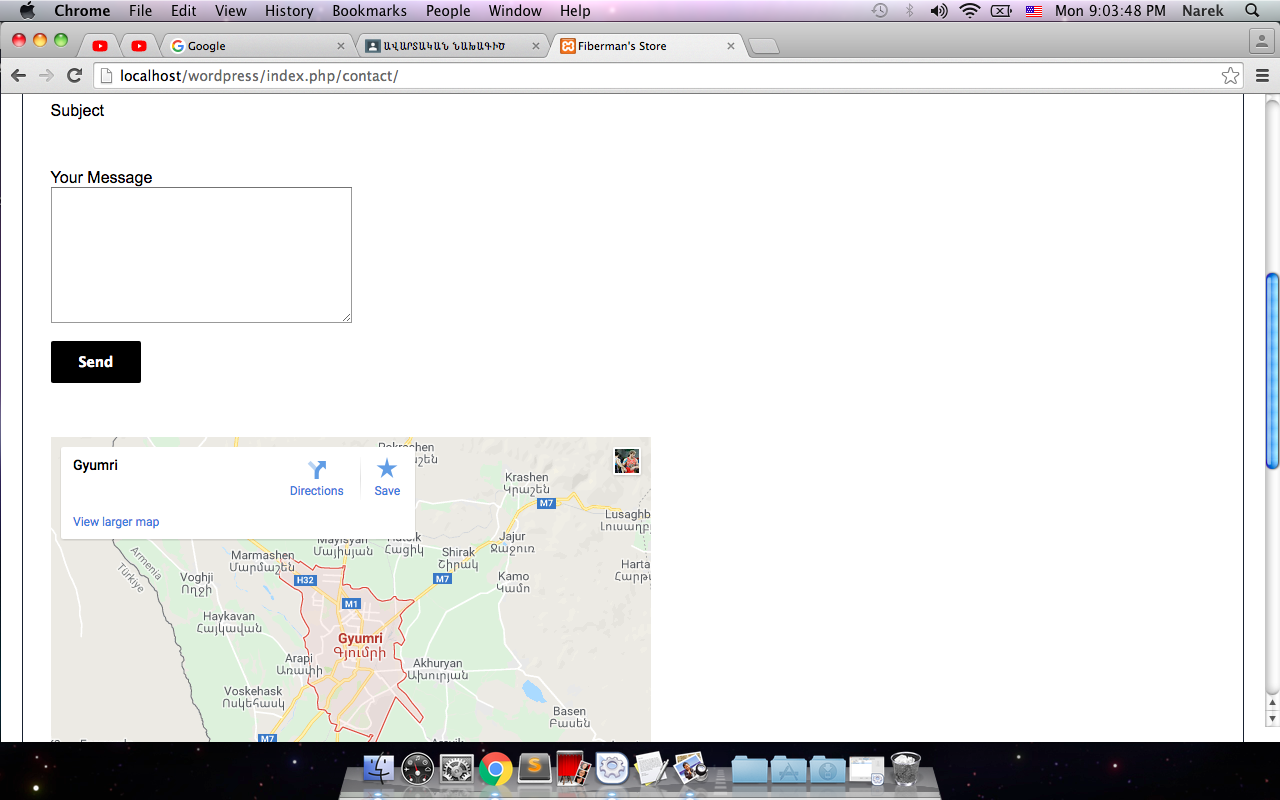 Chrome File Edit View History Bookmarks People Window Help Mon 9:03:48 PM Narek
Google
ԱՎԱՐՏԱԿԱՆ ՆԱԽԱԳԻԾ
Fiberman's Store
localhost/wordpress/index.php/contact/
Subject
Your Message
Send
Gyumri
Directions
Save
View larger map
Krashen
Կրաշեն
M7
Lusaghb
Լուսաղբ
Jajur
Ջաջուռ
Shirak
Շիրակ
Մայիսյան
Հացիկ
Marmashen
Մարմաշեն
Armenia
Türkiye
Voghji
Ողջի
H32
M7
Kamo
Կամո
Harta
Հարթ
M1
Haykavan
Հայկավան
Gyumri
Գյումրի
Arapi
Առափի
Akhuryan
Ախուրյան
Voskehask
Ոսկեհասկ
Basen
Բասեն
M7